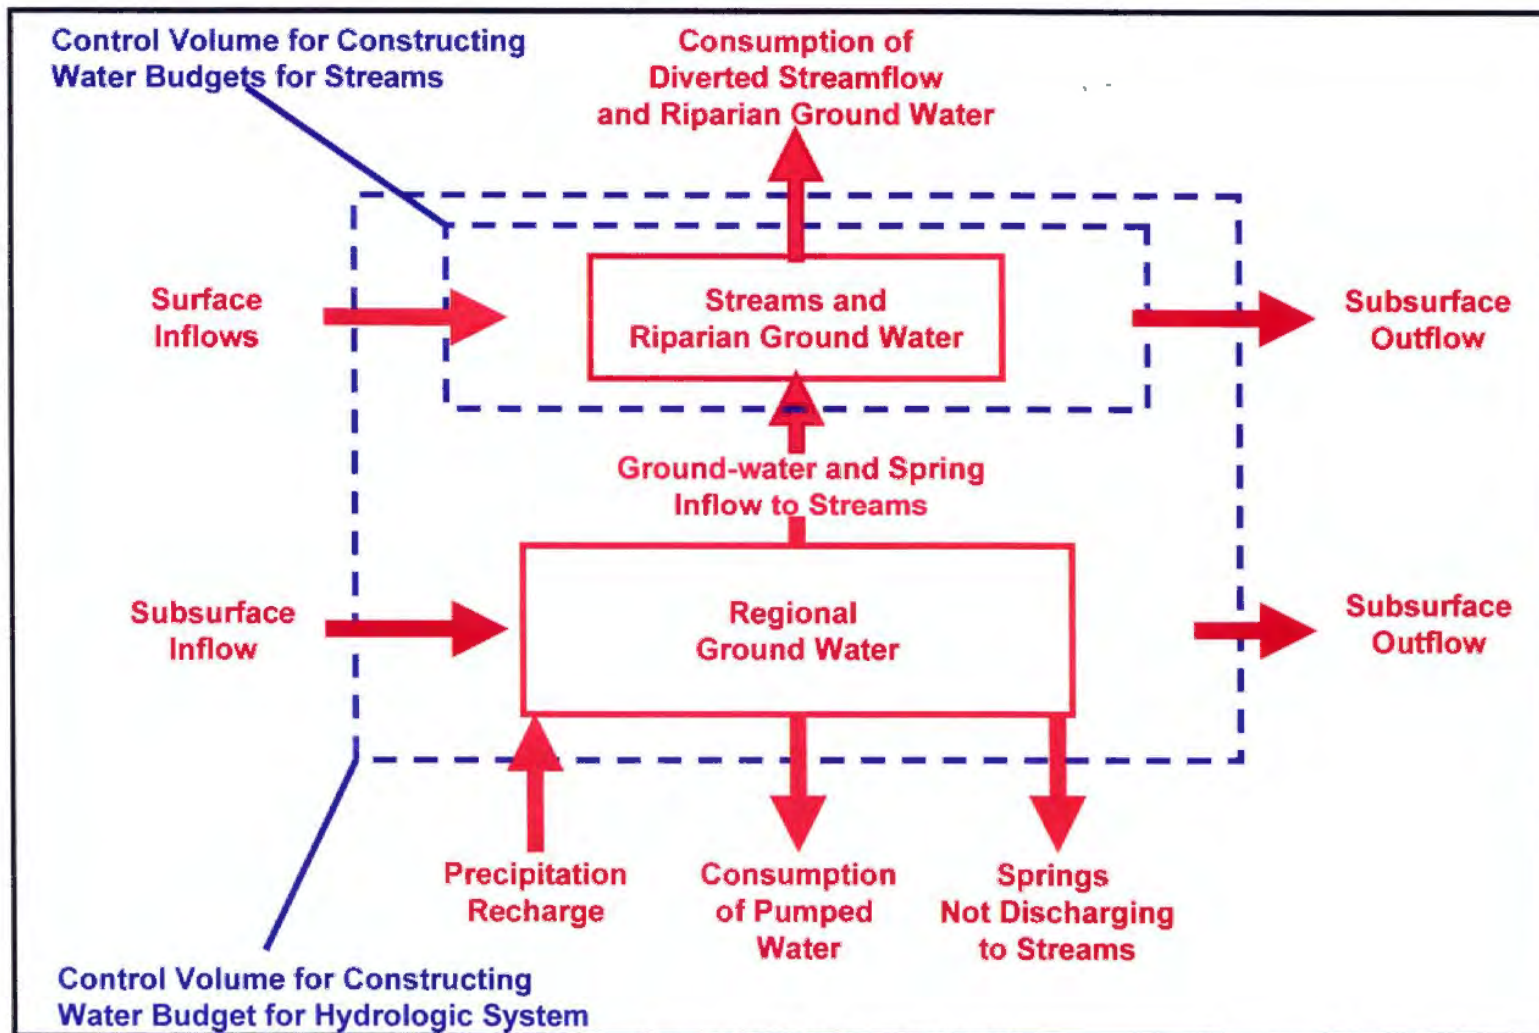 Control Volume for Constructing
Water Budgets for Streams
Consumption of
Diverted Streamflow
and Riparian Ground Water
Surface
Inflows
Streams and
Riparian Ground Water
Subsurface
Outflow
Ground-water and Spring
Inflow to Streams
Subsurface
Inflow
Regional
Ground Water
Subsurface
Outflow
Precipitation
Recharge
Consumption
of Pumped
Water
Springs
Not Discharging
to Streams
Control Volume for Constructing
Water Budget for Hydrologic System